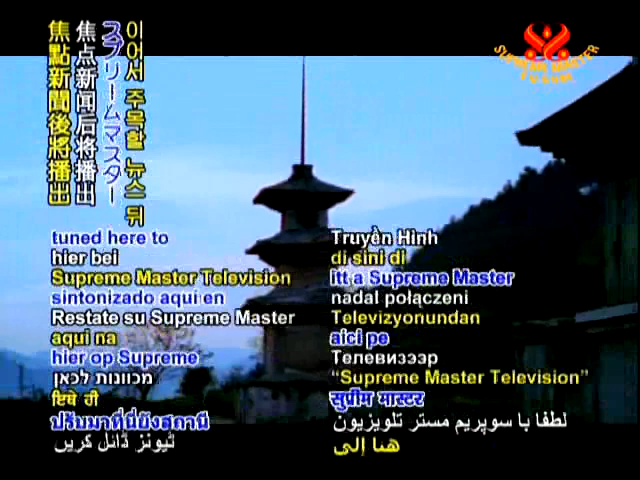 焦點新聞後將播出
焦点新闻后将播出
スプリームマスター
이어서 주목할 뉴스 뒤
SUPREME MASTER
tuned here to
hier bei
Supreme Master Television
sintonizado aqui en
Restate su Supreme Master
aqui na
hier op Supreme
מכוונות לכאן
ਇਥੇ ਹੀ
ปรับมาที่นี่ยังสถานี
ٹیونز ڈائل کریں
Truyền Hình
di sini di
itt a Supreme Master
nadal połączeni
Televizyonundan
aici pe
Телевизээр
“Supreme Master Television”
सुप्रीम मास्टर
لطفا با سوپریم مستر تلویزیون
هنا إلى